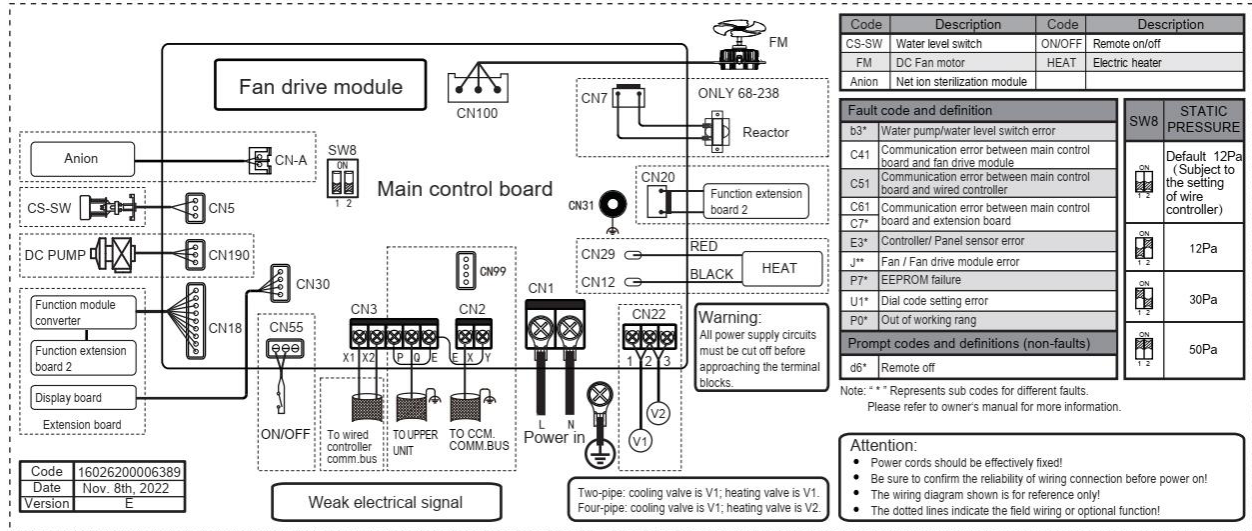 Fan drive module
FM
CN100
CN7
ONLY 68-238
Reactor
Anion
CN-A
SW8
ON
1 2
Main control board
CS-SW
CN5
CN20
Function extension
board 2
CN31
DC PUMP
CN190
CN29
RED
CN12
BLACK
HEAT
CN30
CN99
Function module
converter
CN18
Function extension
board 2
Display board
Extension board
CN55
ON/OFF
CN3
CN2
X1 X2 P Q E E X Y
To wired
controller
comm.bus
TO UPPER
UNIT
TO CCM.
COMM.BUS
CN1
L N
Power in
CN22
1 2 3
V1
V2
Warning:
All power supply circuits
must be cut off before
approaching the terminal
blocks.
Code 16026200006389
Date Nov. 8th, 2022
Version E
Weak electrical signal
Two-pipe: cooling valve is V1; heating valve is V1.
Four-pipe: cooling valve is V1; heating valve is V2.
Code Description Code Description
CS-SW Water level switch ON/OFF Remote on/off
FM DC Fan motor HEAT Electric heater
Anion Net ion sterilization module
Fault code and definition
b3* Water pump/water level switch error
C41 Communication error between main control
board and fan drive module
C51 Communication error between main control
board and wired controller
C61 Communication error between main control
C7* board and extension board
E3* Controller/ Panel sensor error
J** Fan / Fan drive module error
P7* EEPROM failure
U1* Dial code setting error
P0* Out of working rang
Prompt codes and definitions (non-faults)
d6* Remote off
SW8 STATIC
PRESSURE
ON
1 2
Default 12Pa
(Subject to
the setting
of wire
controller)
ON
1 2
12Pa
ON
1 2
30Pa
ON
1 2
50Pa
Note: " * " Represents sub codes for different faults.
Please refer to owner's manual for more information.
Attention:
• Power cords should be effectively fixed!
• Be sure to confirm the reliability of wiring connection before power on!
• The wiring diagram shown is for reference only!
• The dotted lines indicate the field wiring or optional function!